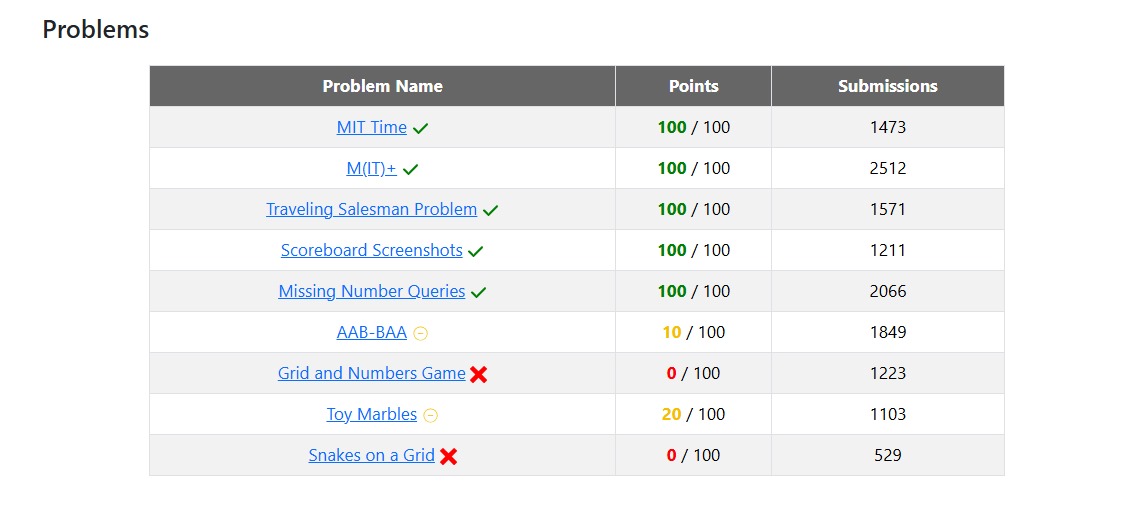 Problems
Problem Name Points Submissions
MIT Time 100 / 100 1473
M(IT)+ 100 / 100 2512
Traveling Salesman Problem 100 / 100 1571
Scoreboard Screenshots 100 / 100 1211
Missing Number Queries 100 / 100 2066
AAB-BAA 10 / 100 1849
Grid and Numbers Game 0 / 100 1223
Toy Marbles 20 / 100 1103
Snakes on a Grid 0 / 100 529